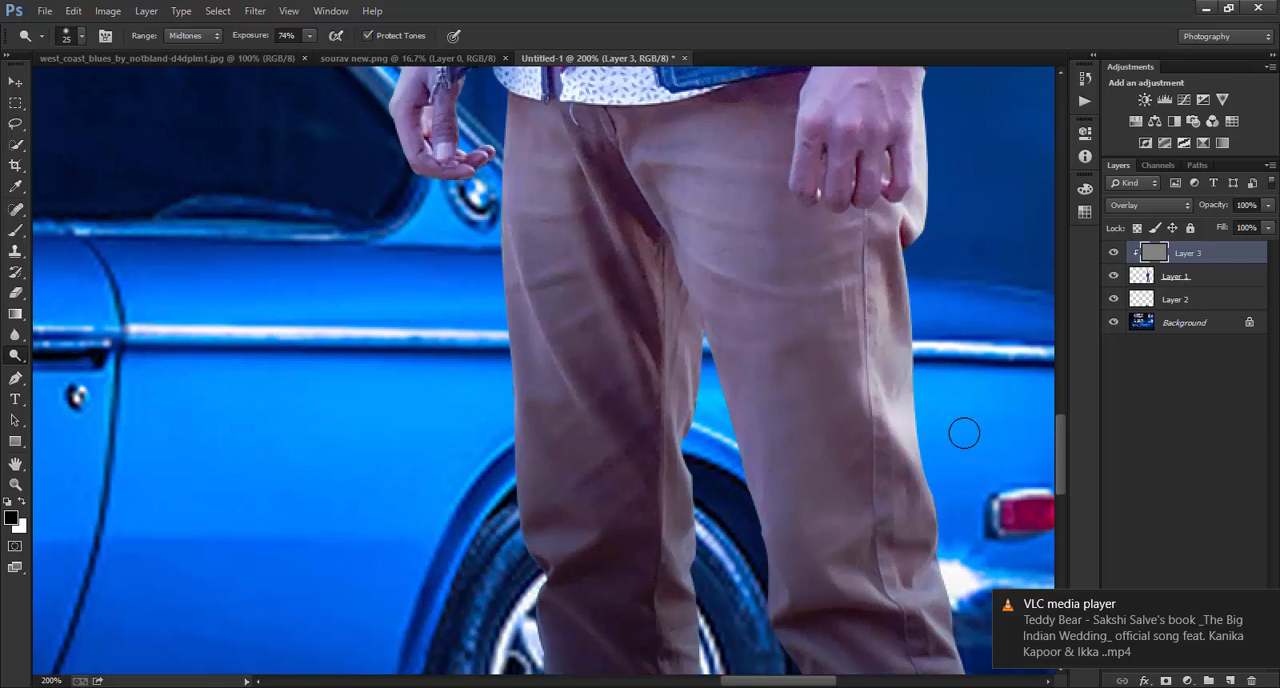 Ps File Edit Image Layer Type Select Filter View Window Help
25 Range: Midtones Exposure: 74% Protect Tones Photography
west_coast_blues_by_notbland-d4dplm1.jpg @ 100% (RGB/8) × sourav new.png @ 16.7% (Layer 0, RGB/8) × Untitled-1 @ 200% (Layer 3, RGB/8) * ×
Adjustments
Add an adjustment
Layers Channels Paths
Kind
Overlay Opacity: 100%
Lock: Fill: 100%
Layer 3
Layer 1
Layer 2
Background
VLC media player
Teddy Bear - Sakshi Salve's book _The Big
Indian Wedding_ official song feat. Kanika
Kapoor & Ikka ..mp4
200%
fx